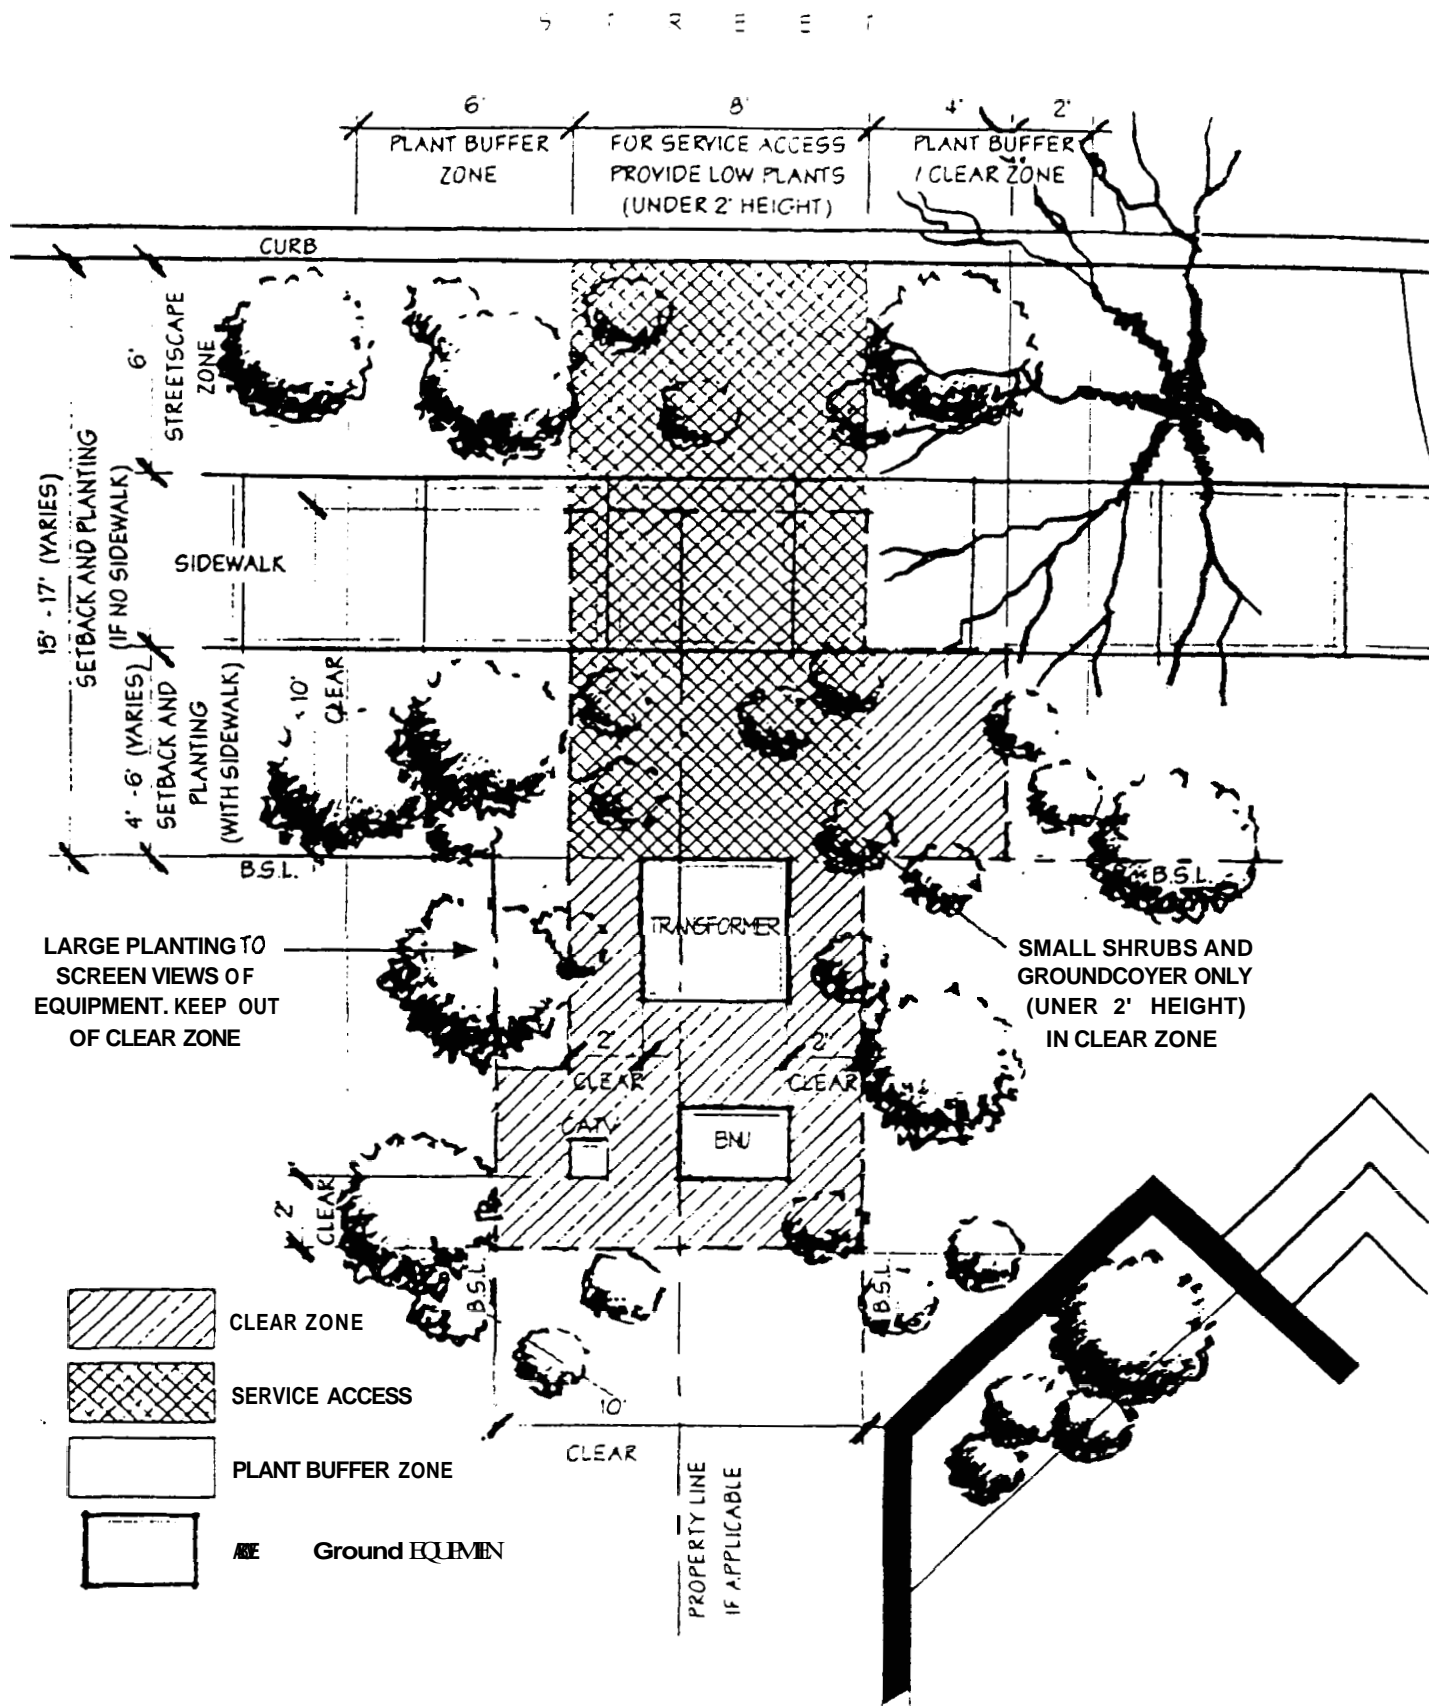 STREET
6'
8'
4'
2'
PLANT BUFFER
ZONE
FOR SERVICE ACCESS
PROVIDE LOW PLANTS
(UNDER 2' HEIGHT)
PLANT BUFFER
/ CLEAR ZONE
CURB
STREETSCAPE
ZONE
6'
15' - 17' (VARIES)
SETBACK AND PLANTING
(IF NO SIDEWALK)
SIDEWALK
4' - 6' (VARIES)
SETBACK AND
PLANTING
(WITH SIDEWALK)
10'
CLEAR
B.S.L.
B.S.L.
TRANSFORMER
LARGE PLANTING TO
SCREEN VIEWS OF
EQUIPMENT. KEEP OUT
OF CLEAR ZONE
SMALL SHRUBS AND
GROUNDCOYER ONLY
(UNER 2' HEIGHT)
IN CLEAR ZONE
2'
CLEAR
2'
CLEAR
CATV
BNU
2'
CLEAR
B.S.L.
B.S.L.
10'
CLEAR
PROPERTY LINE
IF APPLICABLE
CLEAR ZONE
SERVICE ACCESS
PLANT BUFFER ZONE
Ground EQUIPMEN